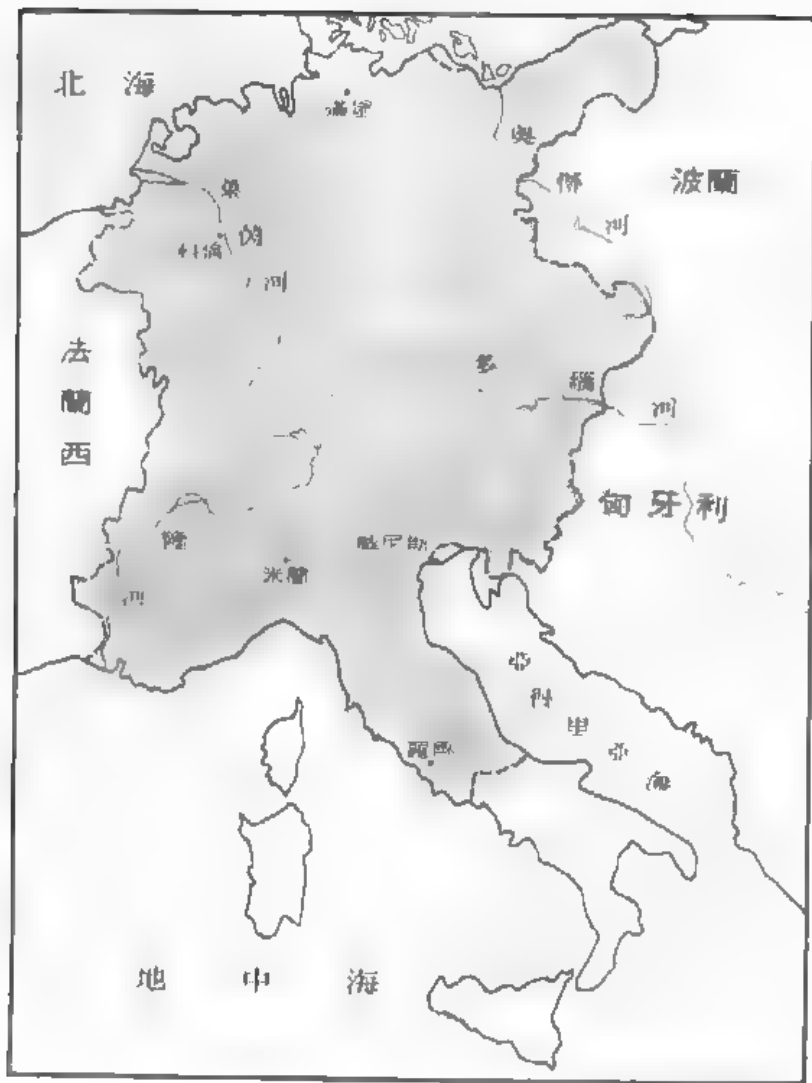 北海
漢堡
奧得河
波蘭
萊茵河
科倫
法蘭西
多瑙河
匈牙利
隆河
米蘭
威尼斯
亞得里亞海
羅馬
地中海